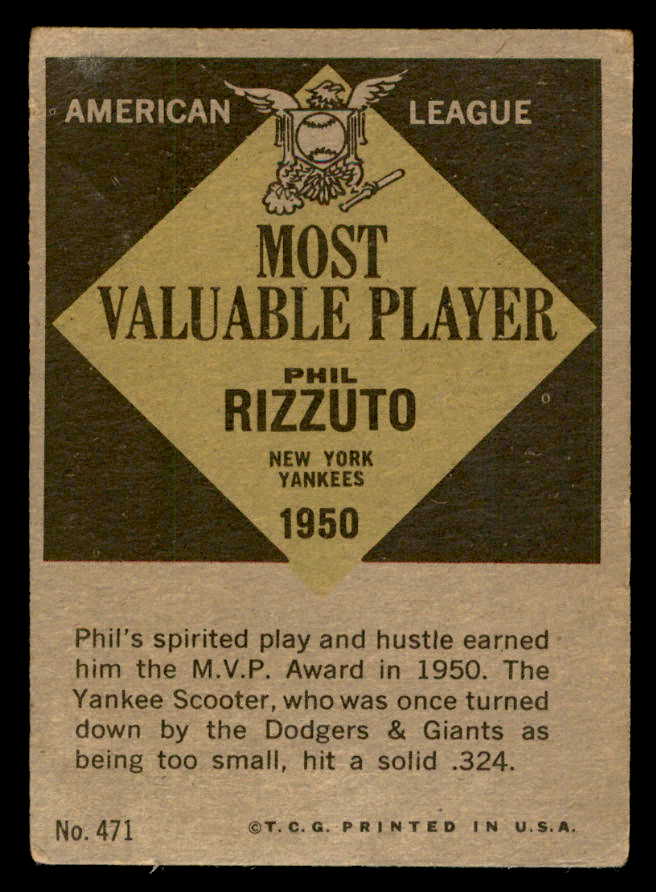 AMERICAN LEAGUE
MOST
VALUABLE PLAYER
PHIL
RIZZUTO
NEW YORK
YANKEES
1950
Phil's spirited play and hustle earned
him the M.V.P. Award in 1950. The
Yankee Scooter, who was once turned
down by the Dodgers & Giants as
being too small, hit a solid .324.
No. 471 ©T.C.G. PRINTED IN U.S.A.